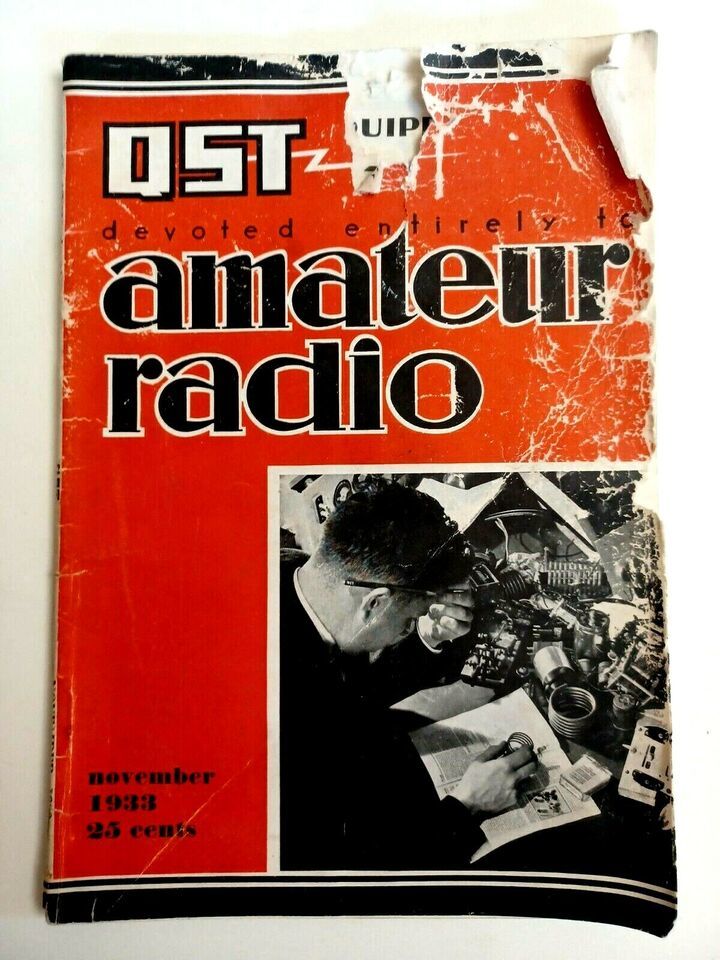 QST
devoted entirely to
amateur
radio
november
1933
25 cents